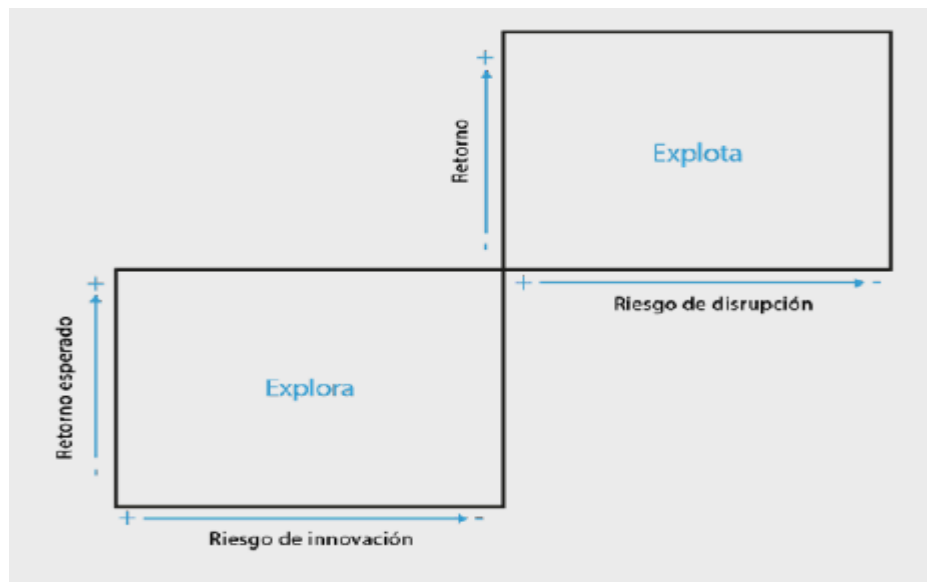 +
Retorno
Explota
-
+ -
Riesgo de disrupción
+
Retorno esperado
Explora
-
+ -
Riesgo de innovación